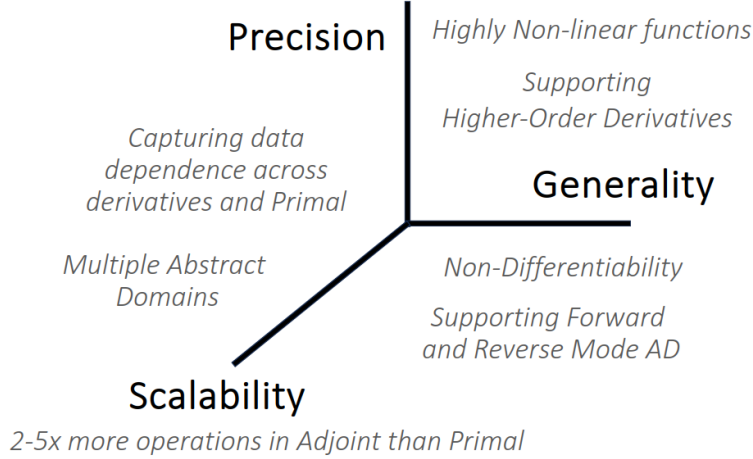 Precision
Highly Non-linear functions
Supporting
Higher-Order Derivatives
Capturing data
dependence across
derivatives and Primal
Generality
Multiple Abstract
Domains
Non-Differentiability
Supporting Forward
and Reverse Mode AD
Scalability
2-5x more operations in Adjoint than Primal